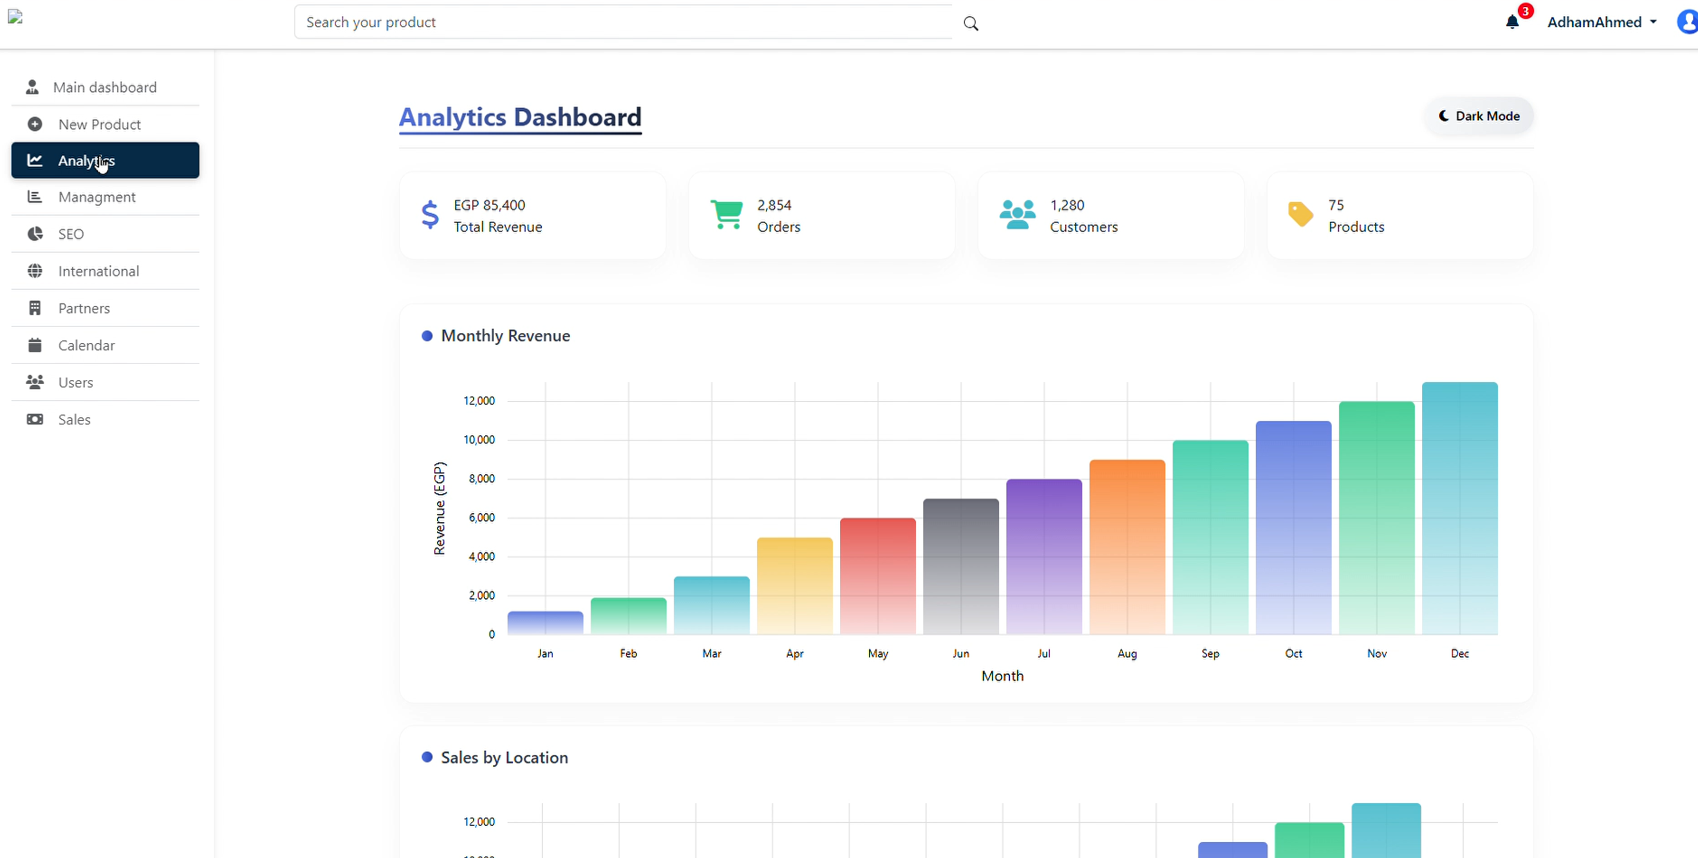 Search your product
3
AdhamAhmed
Main dashboard
New Product
Analytics
Managment
SEO
International
Partners
Calendar
Users
Sales
Analytics Dashboard
Dark Mode
EGP 85,400
Total Revenue
2,854
Orders
1,280
Customers
75
Products
Monthly Revenue
12,000
10,000
8,000
6,000
4,000
2,000
0
Revenue (EGP)
Jan Feb Mar Apr May Jun Jul Aug Sep Oct Nov Dec
Month
Sales by Location
12,000